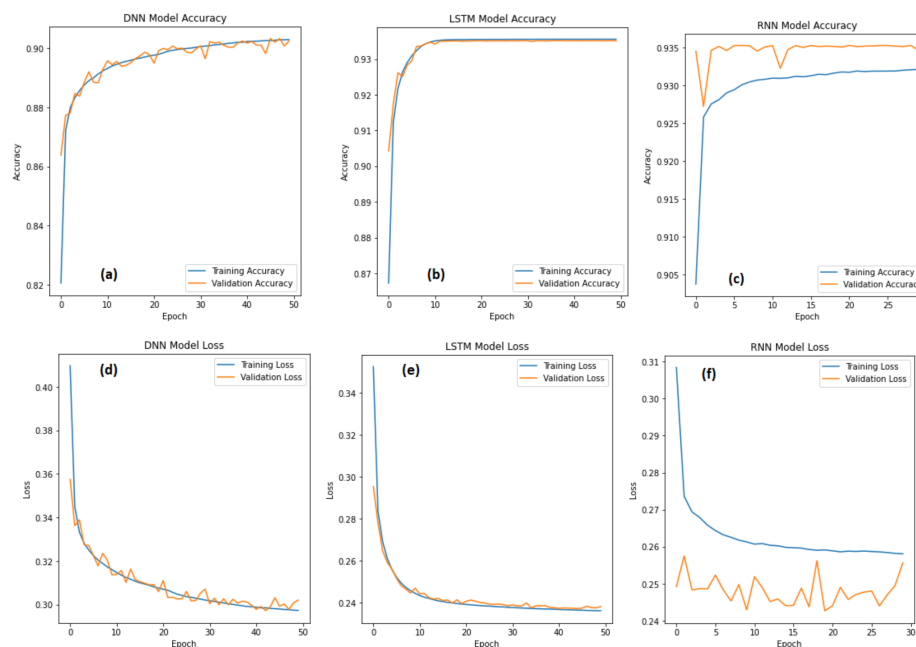 DNN Model Accuracy
0.90
0.88
0.86
0.84
0.82
Accuracy
(a)
Training Accuracy
Validation Accuracy
0 10 20 30 40 50
Epoch
LSTM Model Accuracy
0.93
0.92
0.91
0.90
0.89
0.88
0.87
Accuracy
(b)
Training Accuracy
Validation Accuracy
0 10 20 30 40 50
Epoch
RNN Model Accuracy
0.935
0.930
0.925
0.920
0.915
0.910
0.905
Accuracy
(c)
Training Accuracy
Validation Accuracy
0 5 10 15 20 25
Epoch
DNN Model Loss
0.40
0.38
0.36
0.34
0.32
0.30
Loss
(d)
Training Loss
Validation Loss
0 10 20 30 40 50
Epoch
LSTM Model Loss
0.34
0.32
0.30
0.28
0.26
0.24
Loss
(e)
Training Loss
Validation Loss
0 10 20 30 40 50
Epoch
RNN Model Loss
0.31
0.30
0.29
0.28
0.27
0.26
0.25
0.24
Loss
(f)
Training Loss
Validation Loss
0 5 10 15 20 25 30
Epoch